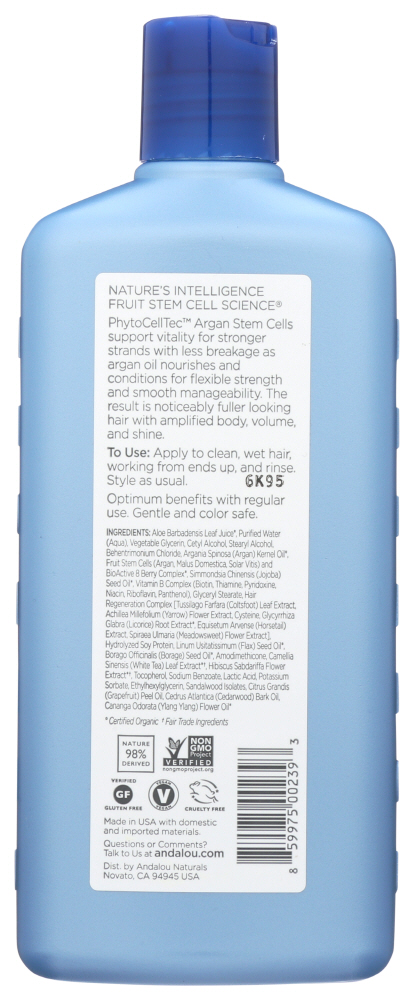 NATURE'S INTELLIGENCE
FRUIT STEM CELL SCIENCE®
PhytoCellTec™ Argan Stem Cells
support vitality for stronger
strands with less breakage as
argan oil nourishes and
conditions for flexible strength
and smooth manageability. The
result is noticeably fuller looking
hair with amplified body, volume,
and shine.
To Use: Apply to clean, wet hair,
working from ends up, and rinse.
Style as usual.
6K95
Optimum benefits with regular
use. Gentle and color safe.
INGREDIENTS: Aloe Barbadensis Leaf Juice*, Purified Water
(Aqua), Vegetable Glycerin, Cetyl Alcohol, Stearyl Alcohol,
Behentrimonium Chloride, Argania Spinosa (Argan) Kernel Oil*,
Fruit Stem Cells (Argan, Malus Domestica, Solar Vitis) and
BioActive 8 Berry Complex*, Simmondsia Chinensis (Jojoba)
Seed Oil*, Vitamin B Complex (Biotin, Thiamine, Pyridoxine,
Niacin, Riboflavin, Panthenol), Glyceryl Stearate, Hair
Regeneration Complex [Tussilago Farfara (Coltsfoot) Leaf Extract,
Achillea Millefolium (Yarrow) Flower Extract, Cysteine, Glycyrrhiza
Glabra (Licorice) Root Extract*, Equisetum Arvense (Horsetail)
Extract, Spiraea Ulmaria (Meadowsweet) Flower Extract],
Hydrolyzed Soy Protein, Linum Usitatissimum (Flax) Seed Oil*,
Borago Officinalis (Borage) Seed Oil*, Amodimethicone, Camellia
Sinensis (White Tea) Leaf Extract*†, Hibiscus Sabdariffa Flower
Extract*†, Tocopherol, Sodium Benzoate, Lactic Acid, Potassium
Sorbate, Ethylhexylglycerin, Sandalwood Isolates, Citrus Grandis
(Grapefruit) Peel Oil, Cedrus Atlantica (Cedarwood) Bark Oil,
Cananga Odorata (Ylang Ylang) Flower Oil*
*Certified Organic †Fair Trade Ingredients
NATURE
98%
DERIVED
NON
GMO
Project
VERIFIED
nongmoproject.org
VERIFIED
GF
GLUTEN FREE
VEGAN
V
VEGAN
CRUELTY FREE
Made in USA with domestic
and imported materials.
Questions or Comments?
Talk to Us at andalou.com
Dist. by Andalou Naturals
Novato, CA 94945 USA
8 59975 00239 3